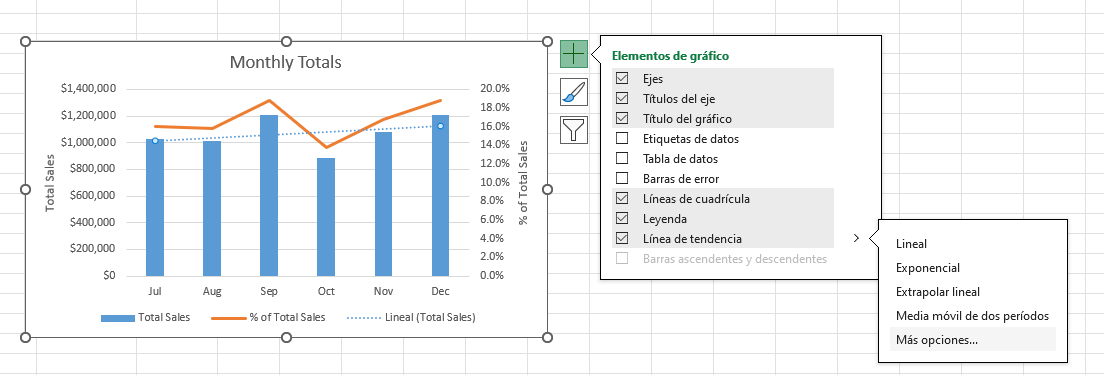 Monthly Totals
$1,400,000
$1,200,000
$1,000,000
$800,000
$600,000
$400,000
$200,000
$0
Total Sales
20.0%
18.0%
16.0%
14.0%
12.0%
10.0%
8.0%
6.0%
4.0%
2.0%
0.0%
% of Total Sales
Jul Aug Sep Oct Nov Dec
Total Sales % of Total Sales Lineal (Total Sales)
Elementos de gráfico
Ejes
Títulos del eje
Título del gráfico
Etiquetas de datos
Tabla de datos
Barras de error
Líneas de cuadrícula
Leyenda
Línea de tendencia
Barras ascendentes y descendentes
Lineal
Exponencial
Extrapolar lineal
Media móvil de dos períodos
Más opciones...